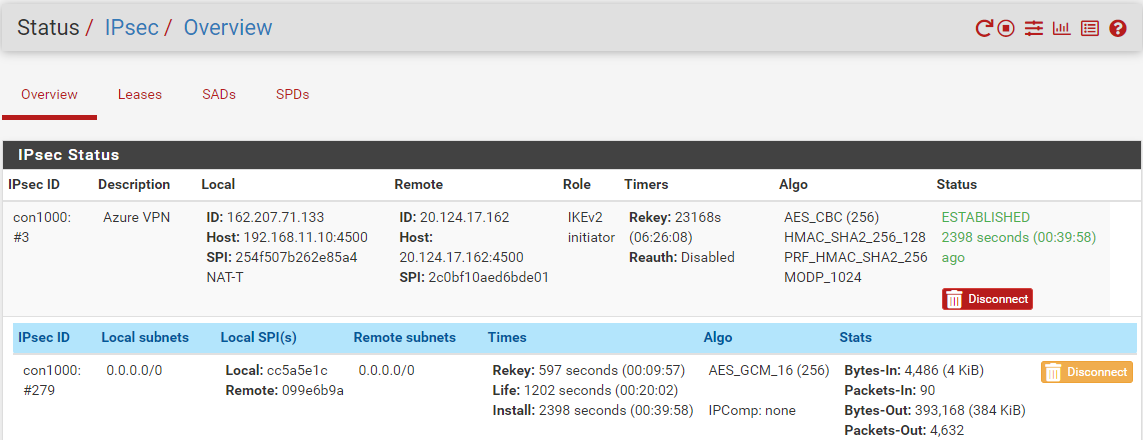 Status / IPsec / Overview
Overview Leases SADs SPDs
IPsec Status
IPsec ID Description Local Remote Role Timers Algo Status
con1000: #3
Azure VPN
ID: 162.207.71.133
Host: 192.168.11.10:4500
SPI: 254f507b262e85a4
NAT-T
ID: 20.124.17.162
Host:
20.124.17.162:4500
SPI: 2c0bf10aed6bde01
IKEv2
initiator
Rekey: 23168s
(06:26:08)
Reauth: Disabled
AES_CBC (256)
HMAC_SHA2_256_128
PRF_HMAC_SHA2_256
MODP_1024
ESTABLISHED
2398 seconds (00:39:58)
ago
Disconnect
IPsec ID Local subnets Local SPI(s) Remote subnets Times Algo Stats
con1000:
#279
0.0.0.0/0
Local: cc5a5e1c
Remote: 099e6b9a
0.0.0.0/0
Rekey: 597 seconds (00:09:57)
Life: 1202 seconds (00:20:02)
Install: 2398 seconds (00:39:58)
AES_GCM_16 (256)
IPComp: none
Bytes-In: 4,486 (4 KiB)
Packets-In: 90
Bytes-Out: 393,168 (384 KiB)
Packets-Out: 4,632
Disconnect